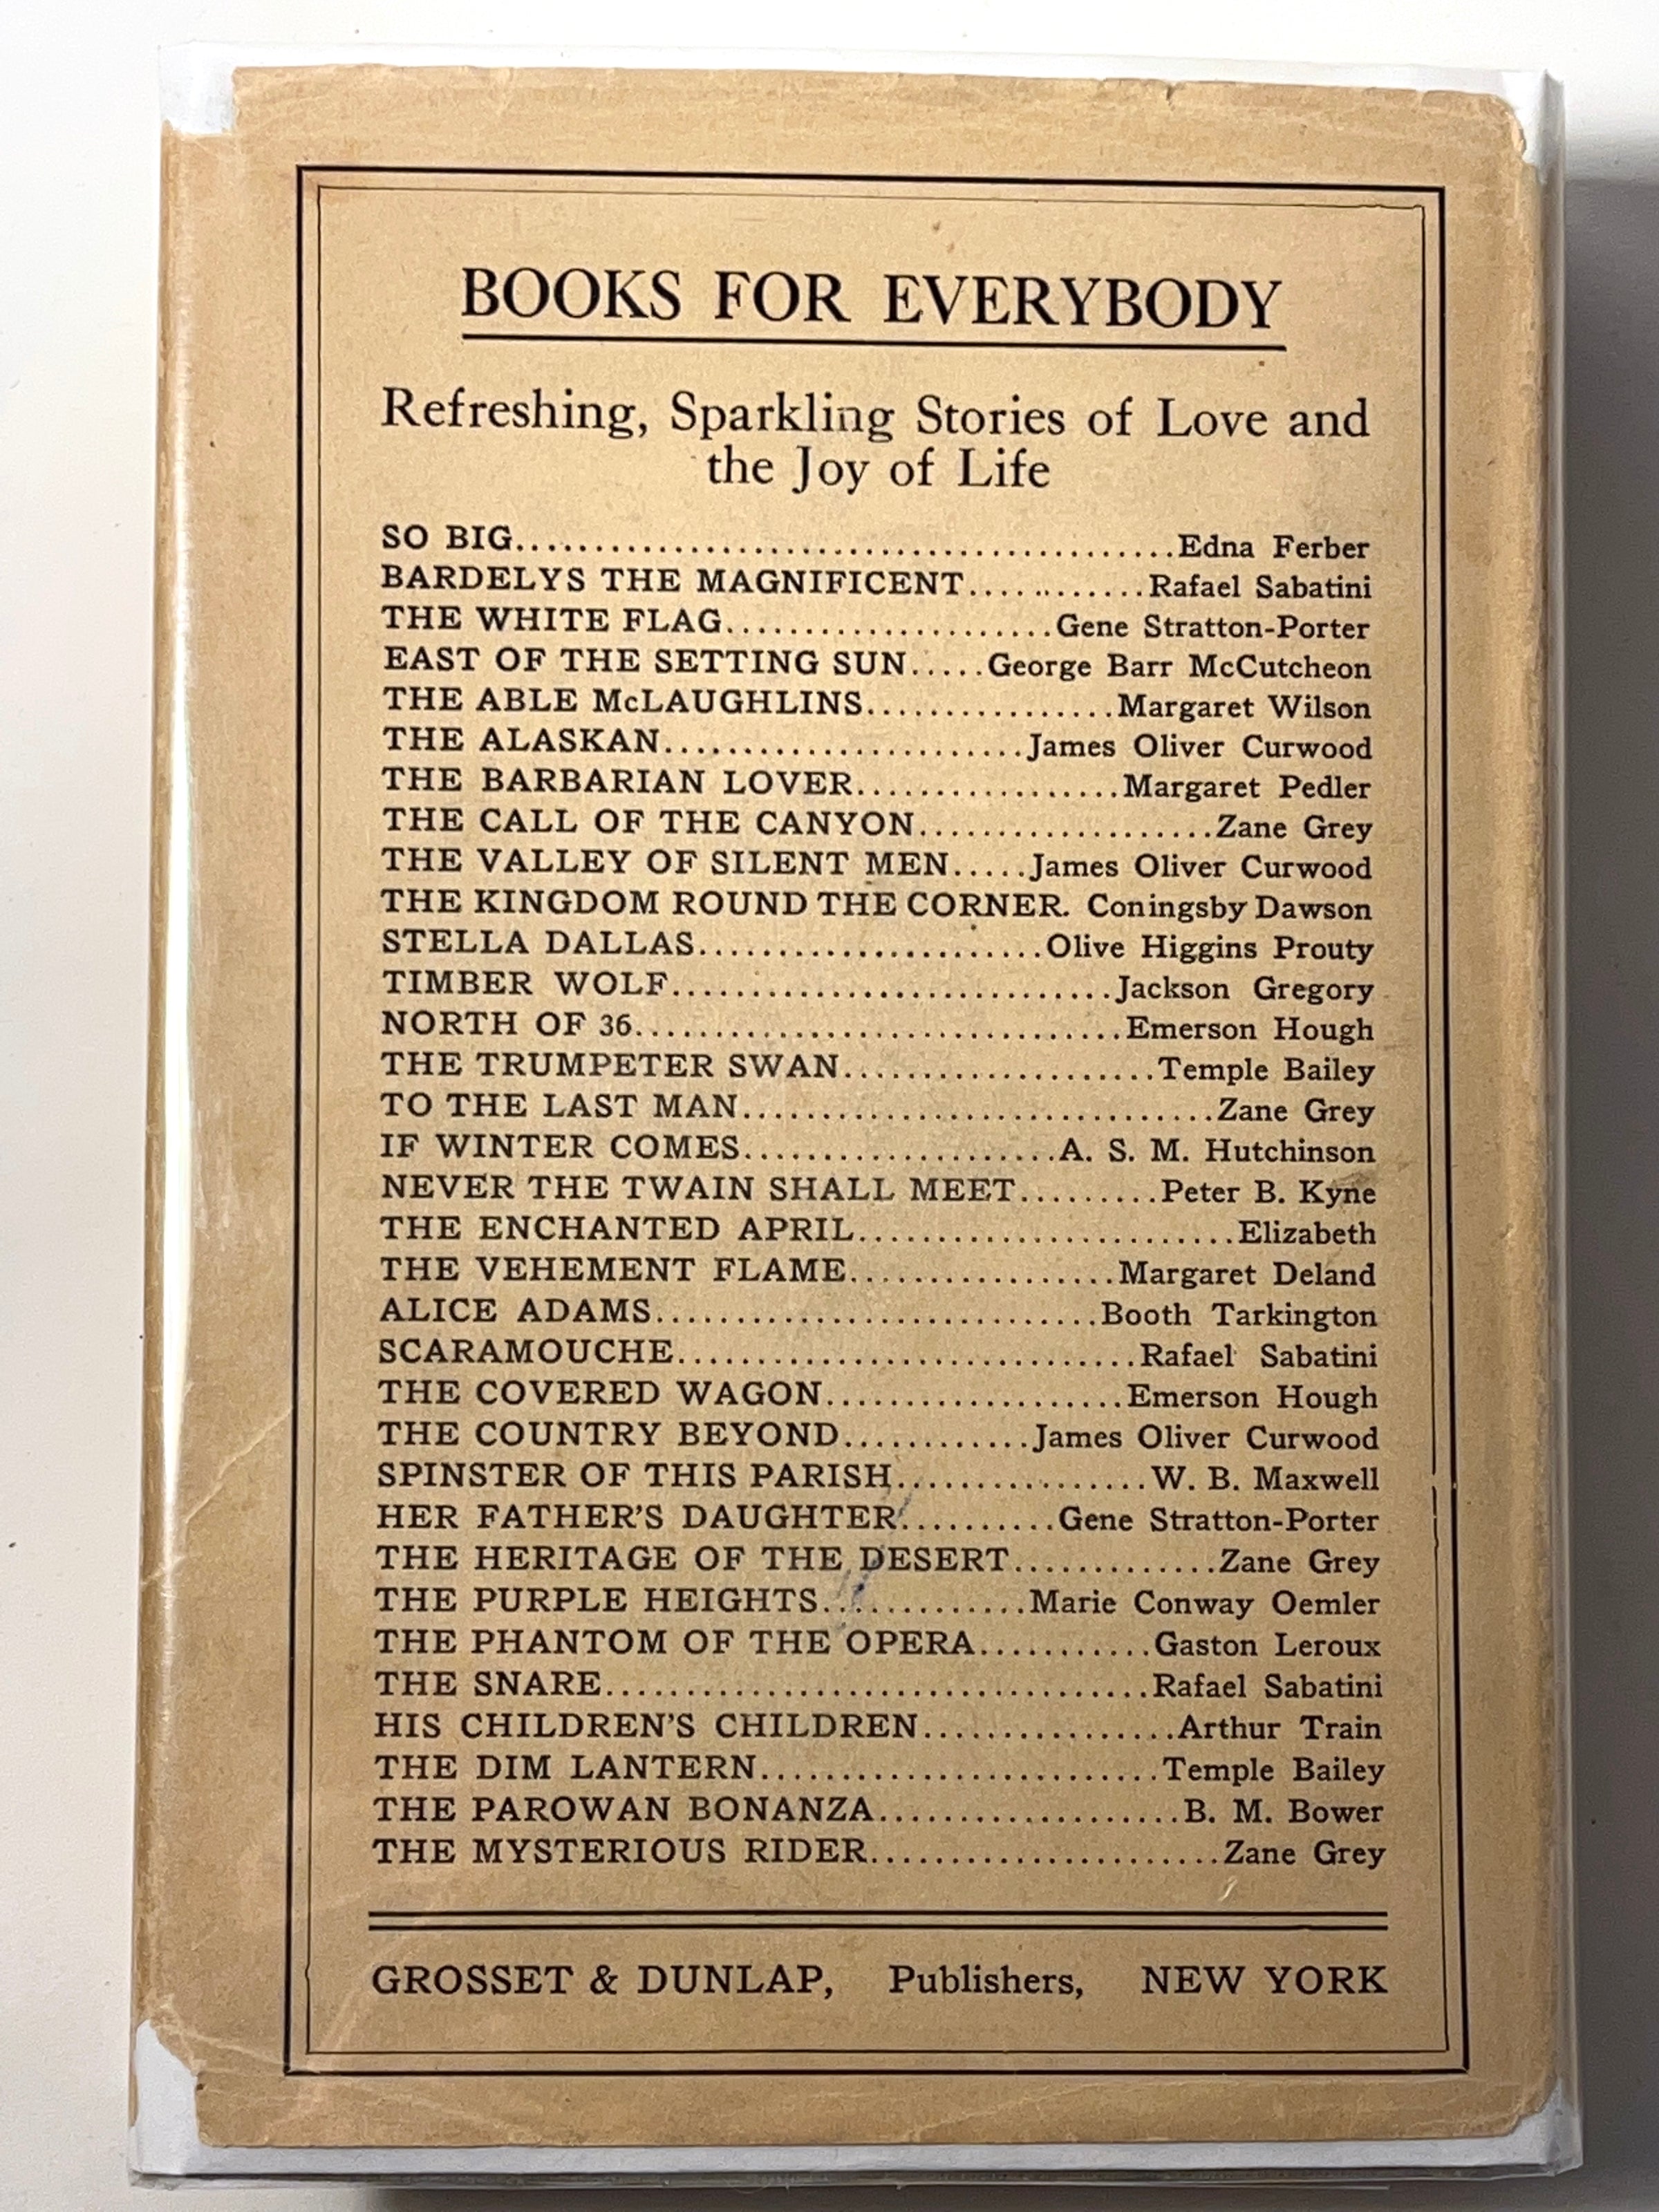 BOOKS FOR EVERYBODY
Refreshing, Sparkling Stories of Love and
the Joy of Life
SO BIG.........................................Edna Ferber
BARDELYS THE MAGNIFICENT...........Rafael Sabatini
THE WHITE FLAG.....................Gene Stratton-Porter
EAST OF THE SETTING SUN.....George Barr McCutcheon
THE ABLE McLAUGHLINS................Margaret Wilson
THE ALASKAN.......................James Oliver Curwood
THE BARBARIAN LOVER.................Margaret Pedler
THE CALL OF THE CANYON...................Zane Grey
THE VALLEY OF SILENT MEN.....James Oliver Curwood
THE KINGDOM ROUND THE CORNER. Coningsby Dawson
STELLA DALLAS......................Olive Higgins Prouty
TIMBER WOLF............................Jackson Gregory
NORTH OF 36...............................Emerson Hough
THE TRUMPETER SWAN....................Temple Bailey
TO THE LAST MAN..............................Zane Grey
IF WINTER COMES....................A. S. M. Hutchinson
NEVER THE TWAIN SHALL MEET.........Peter B. Kyne
THE ENCHANTED APRIL........................Elizabeth
THE VEHEMENT FLAME.................Margaret Deland
ALICE ADAMS............................Booth Tarkington
SCARAMOUCHE.............................Rafael Sabatini
THE COVERED WAGON...................Emerson Hough
THE COUNTRY BEYOND............James Oliver Curwood
SPINSTER OF THIS PARISH................W. B. Maxwell
HER FATHER'S DAUGHTER..........Gene Stratton-Porter
THE HERITAGE OF THE DESERT.............Zane Grey
THE PURPLE HEIGHTS.............Marie Conway Oemler
THE PHANTOM OF THE OPERA...........Gaston Leroux
THE SNARE..................................Rafael Sabatini
HIS CHILDREN'S CHILDREN................Arthur Train
THE DIM LANTERN.........................Temple Bailey
THE PAROWAN BONANZA...................B. M. Bower
THE MYSTERIOUS RIDER......................Zane Grey
GROSSET & DUNLAP, Publishers, NEW YORK